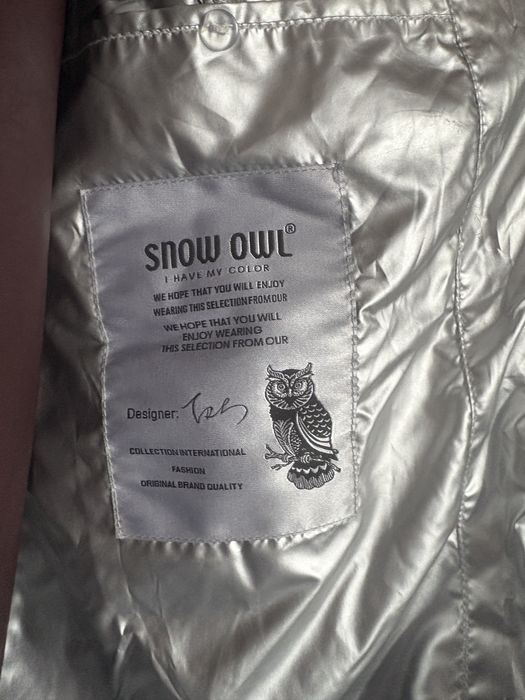 SNOW OWL®
I HAVE MY COLOR
WE HOPE THAT YOU WILL ENJOY
WEARING THIS SELECTION FROM OUR
WE HOPE THAT YOU WILL
ENJOY WEARING
THIS SELECTION FROM OUR
Designer:
COLLECTION INTERNATIONAL
FASHION
ORIGINAL BRAND QUALITY